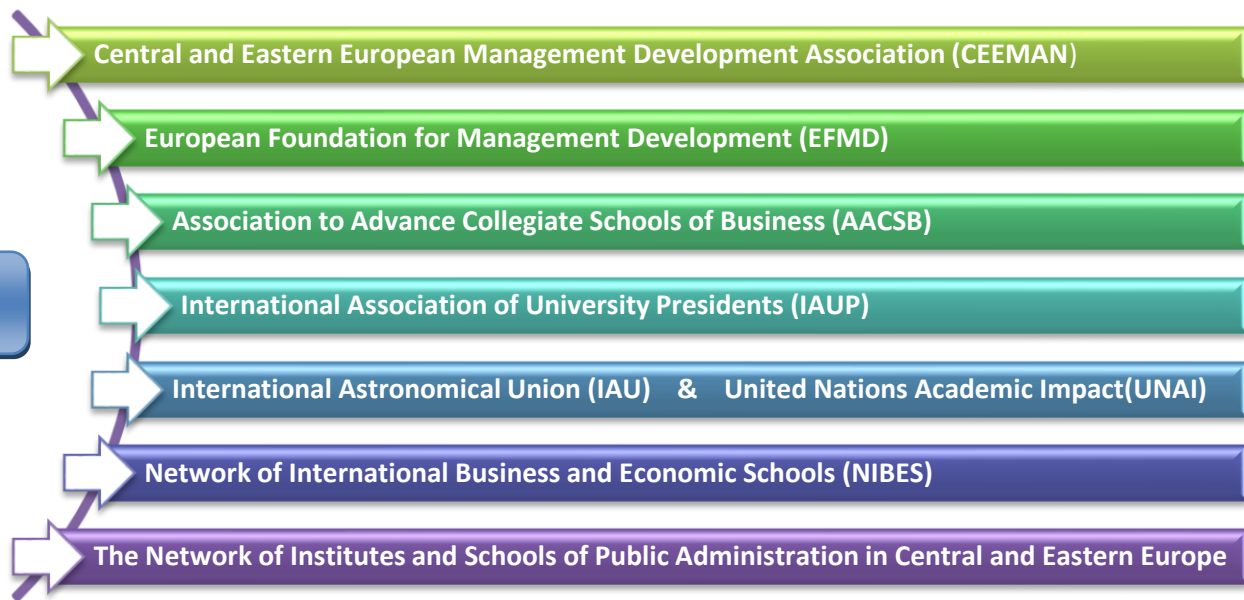 Central and Eastern European Management Development Association (CEEMAN)
European Foundation for Management Development (EFMD)
Association to Advance Collegiate Schools of Business (AACSB)
International Association of University Presidents (IAUP)
International Astronomical Union (IAU) & United Nations Academic Impact(UNAI)
Network of International Business and Economic Schools (NIBES)
The Network of Institutes and Schools of Public Administration in Central and Eastern Europe